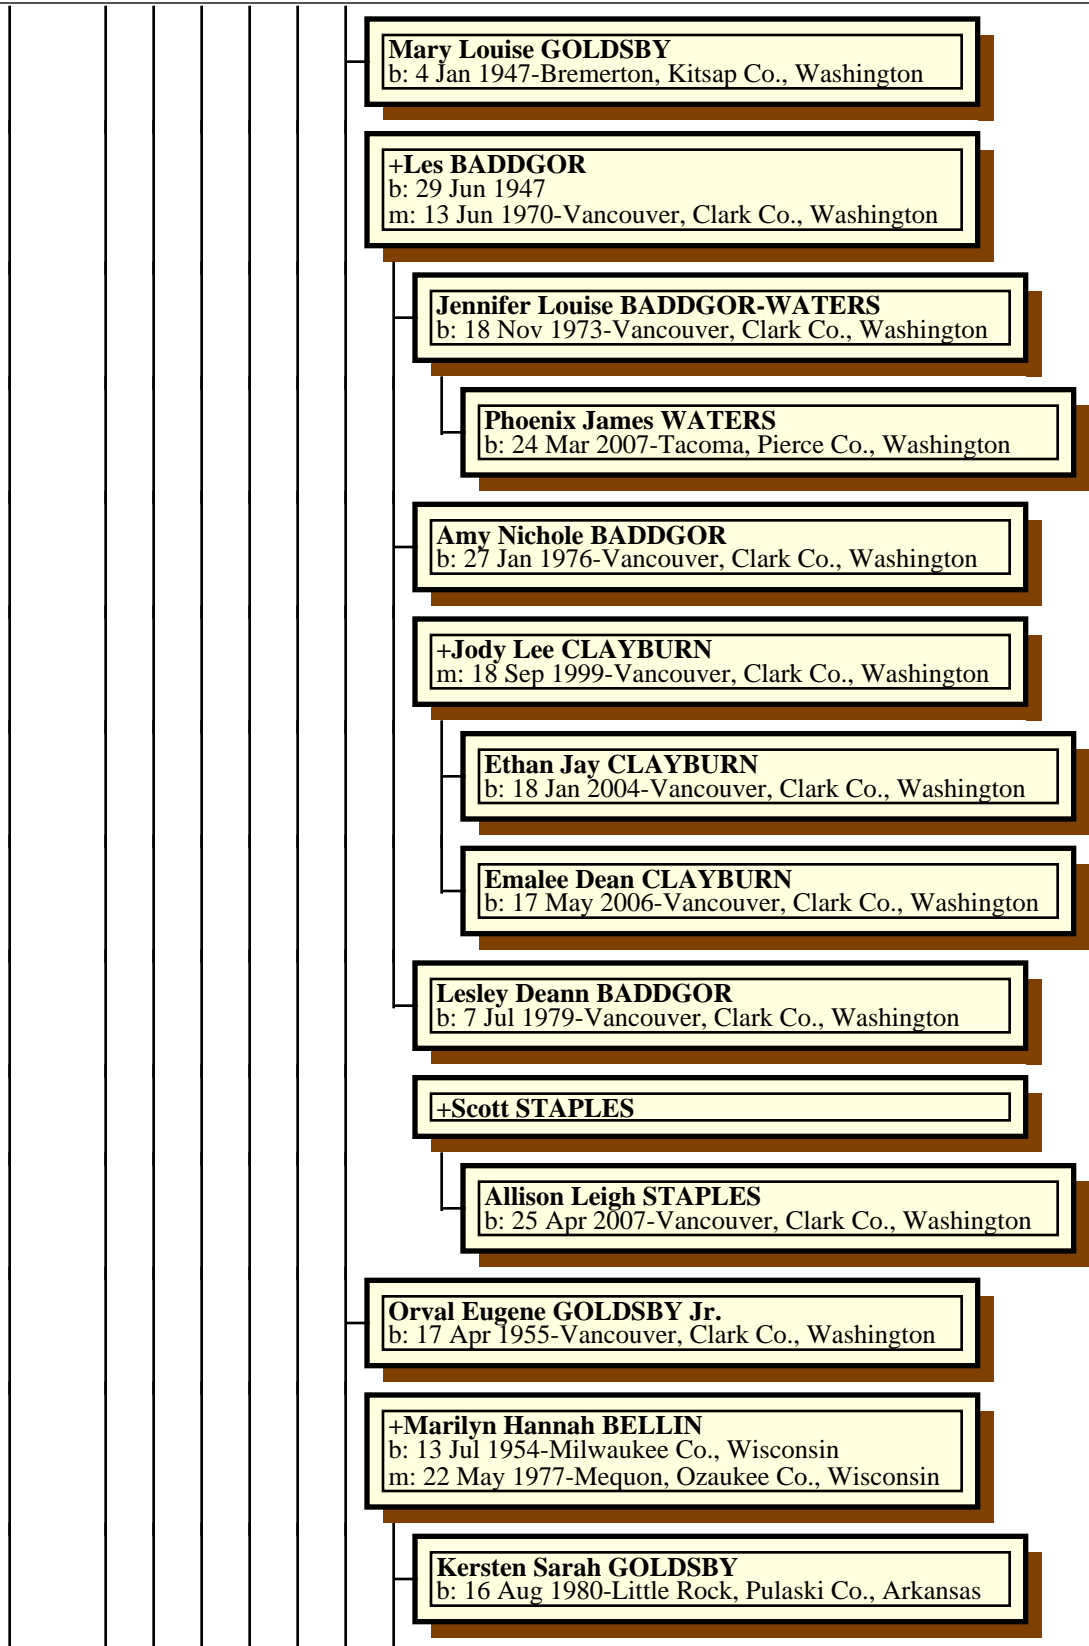 Mary Louise GOLDSBY
b: 4 Jan 1947-Bremerton, Kitsap Co., Washington
+Les BADDGOR
b: 29 Jun 1947
m: 13 Jun 1970-Vancouver, Clark Co., Washington
Jennifer Louise BADDGOR-WATERS
b: 18 Nov 1973-Vancouver, Clark Co., Washington
Phoenix James WATERS
b: 24 Mar 2007-Tacoma, Pierce Co., Washington
Amy Nichole BADDGOR
b: 27 Jan 1976-Vancouver, Clark Co., Washington
+Jody Lee CLAYBURN
m: 18 Sep 1999-Vancouver, Clark Co., Washington
Ethan Jay CLAYBURN
b: 18 Jan 2004-Vancouver, Clark Co., Washington
Emalee Dean CLAYBURN
b: 17 May 2006-Vancouver, Clark Co., Washington
Lesley Deann BADDGOR
b: 7 Jul 1979-Vancouver, Clark Co., Washington
+Scott STAPLES
Allison Leigh STAPLES
b: 25 Apr 2007-Vancouver, Clark Co., Washington
Orval Eugene GOLDSBY Jr.
b: 17 Apr 1955-Vancouver, Clark Co., Washington
+Marilyn Hannah BELLIN
b: 13 Jul 1954-Milwaukee Co., Wisconsin
m: 22 May 1977-Mequon, Ozaukee Co., Wisconsin
Kersten Sarah GOLDSBY
b: 16 Aug 1980-Little Rock, Pulaski Co., Arkansas